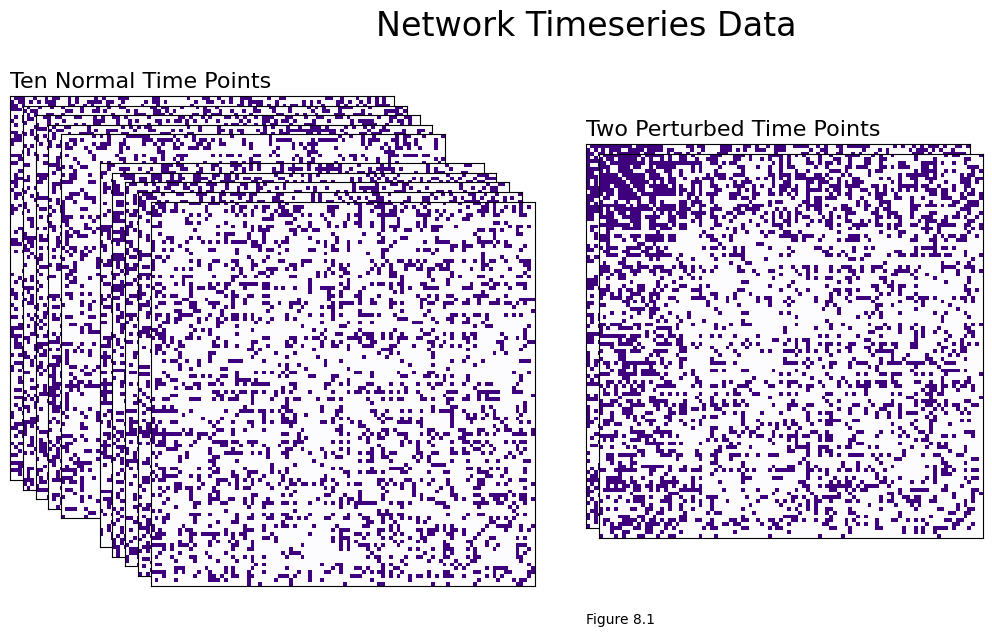 Network Timeseries Data
Ten Normal Time Points
Two Perturbed Time Points
Figure 8.1